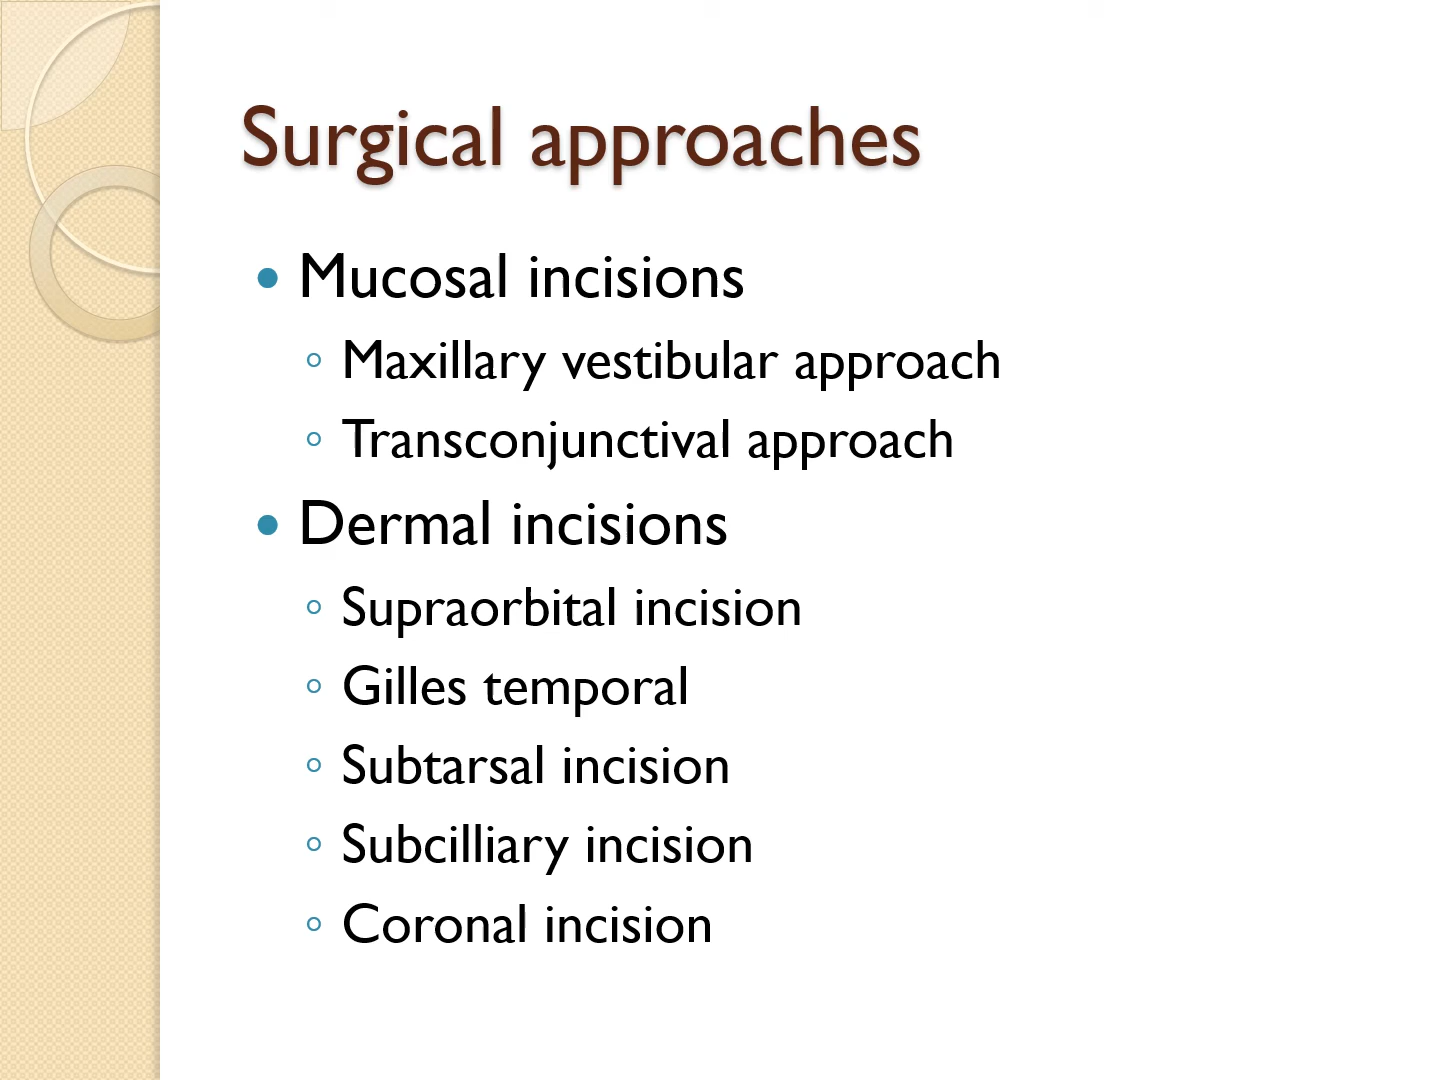 Surgical approaches
Mucosal incisions
Maxillary vestibular approach
Transconjunctival approach
Dermal incisions
Supraorbital incision
Gilles temporal
Subtarsal incision
Subcilliary incision
Coronal incision